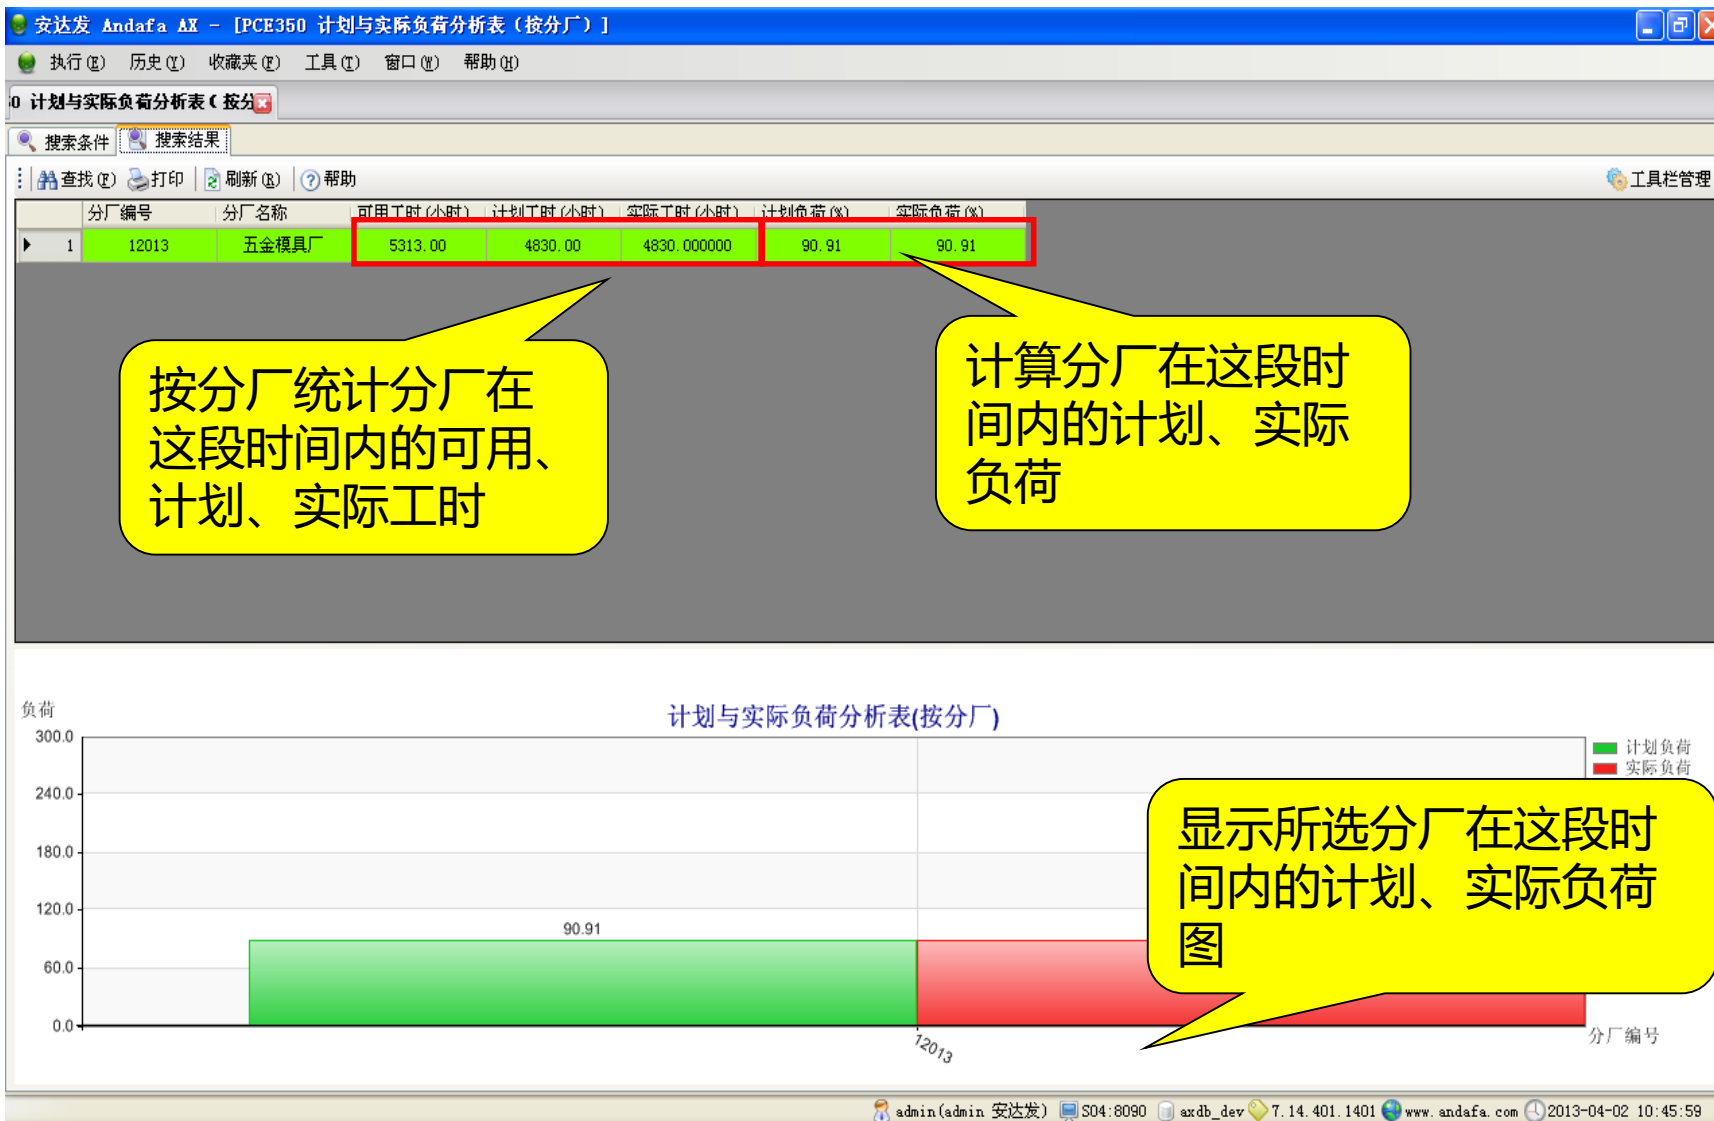 安达发 Andafa AX - [PCE350 计划与实际负荷分析表（按分厂）]
执行(E) 历史(Y) 收藏夹(F) 工具(T) 窗口(W) 帮助(H)
0 计划与实际负荷分析表（按分
搜索条件 搜索结果
查找(F) 打印 刷新(R) 帮助 工具栏管理
分厂编号 分厂名称 可用工时(小时) 计划工时(小时) 实际工时(小时) 计划负荷(%) 实际负荷(%)
1 12013 五金模具厂 5313.00 4830.00 4830.000000 90.91 90.91
按分厂统计分厂在
这段时间内的可用、
计划、实际工时
计算分厂在这段时
间内的计划、实际
负荷
负荷
计划与实际负荷分析表(按分厂)
300.0
240.0
180.0
120.0
60.0
0.0
计划负荷
实际负荷
显示所选分厂在这段时
间内的计划、实际负荷
图
90.91
12013
分厂编号
admin(admin 安达发) S04:8090 axdb_dev 7.14.401.1401 www.andafa.com 2013-04-02 10:45:59